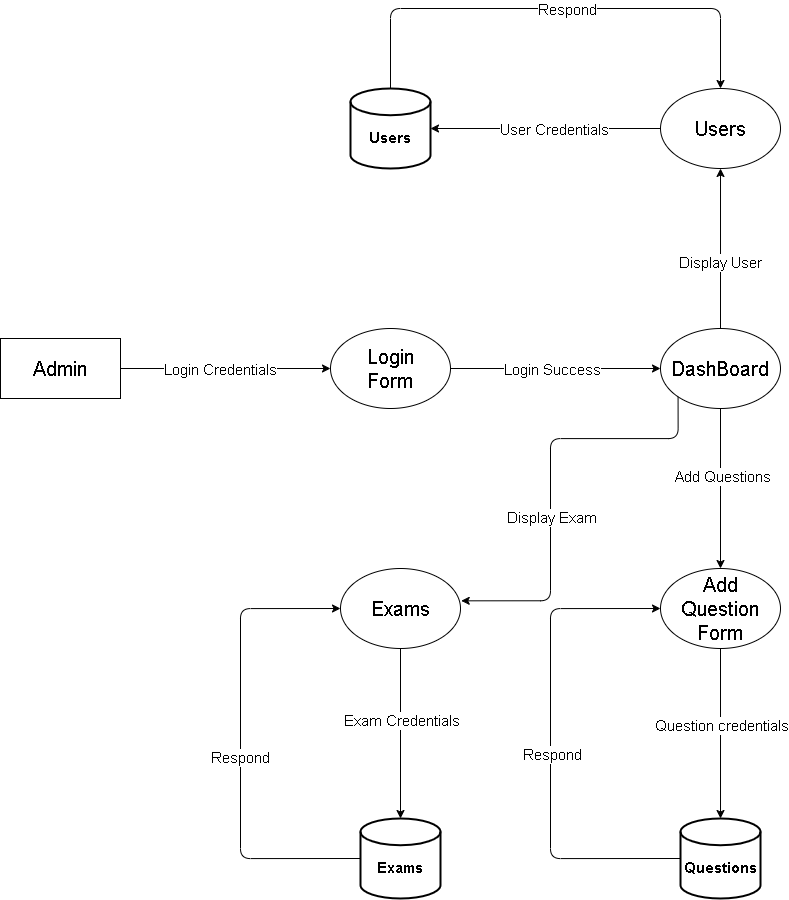 Respond
Users
User Credentials
Users
Display User
Admin
Login Credentials
Login
Form
Login Success
DashBoard
Add Questions
Display Exam
Exams
Add
Question
Form
Exam Credentials
Question credentials
Respond
Respond
Exams
Questions